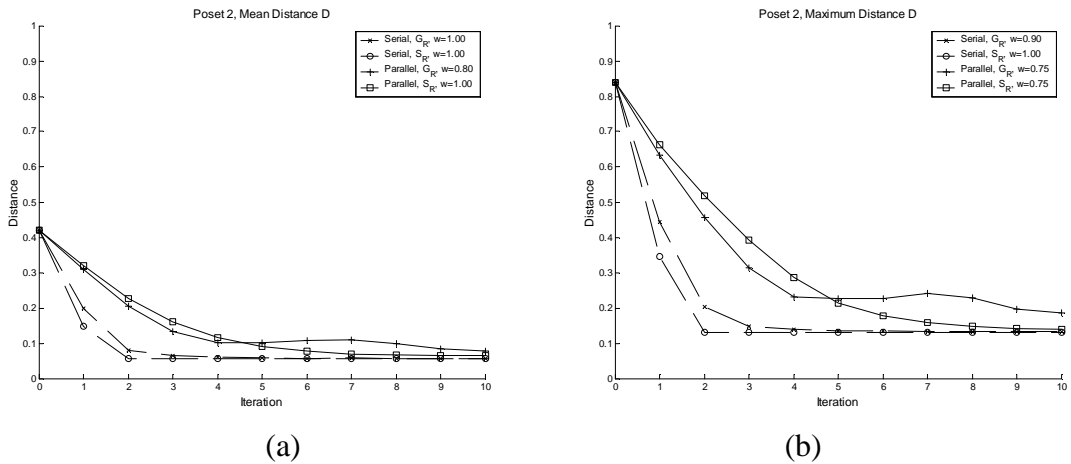 Poset 2, Mean Distance D
1
0.9
0.8
0.7
0.6
0.5
0.4
0.3
0.2
0.1
0
Distance
Serial, G_R, w=1.00
Serial, S_R, w=1.00
Parallel, G_R, w=0.80
Parallel, S_R, w=1.00
0 1 2 3 4 5 6 7 8 9 10
Iteration
(a)
Poset 2, Maximum Distance D
1
0.9
0.8
0.7
0.6
0.5
0.4
0.3
0.2
0.1
0
Distance
Serial, G_R, w=0.90
Serial, S_R, w=1.00
Parallel, G_R, w=0.75
Parallel, S_R, w=0.75
0 1 2 3 4 5 6 7 8 9 10
Iteration
(b)